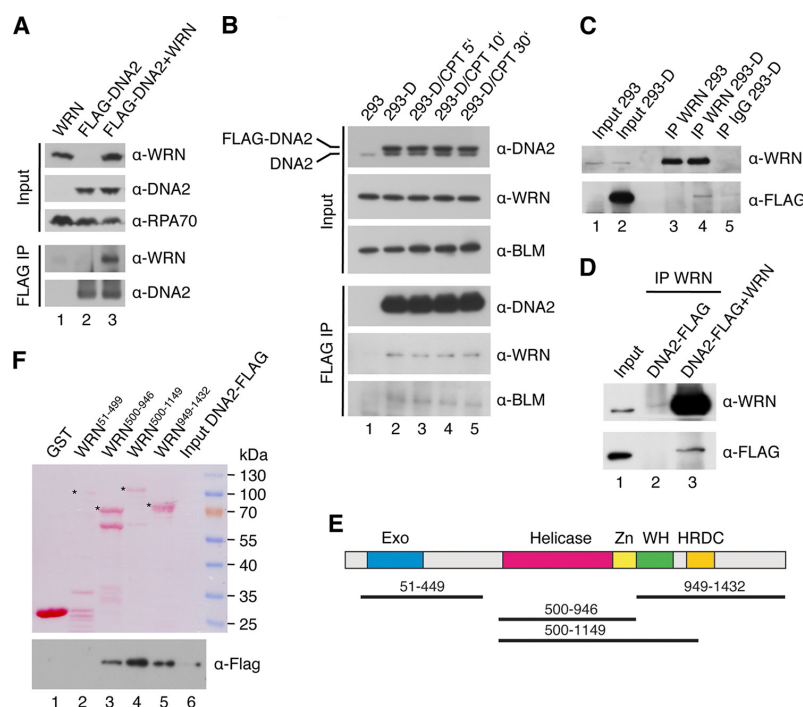 A
WRN
FLAG-DNA2
FLAG-DNA2+WRN
Input
α-WRN
α-DNA2
α-RPA70
FLAG IP
α-WRN
α-DNA2
1 2 3
B
293
293-D
293-D/CPT 5‘
293-D/CPT 10‘
293-D/CPT 30‘
FLAG-DNA2
DNA2
Input
α-DNA2
α-WRN
α-BLM
FLAG IP
α-DNA2
α-WRN
α-BLM
1 2 3 4 5
C
Input 293
Input 293-D
IP WRN 293
IP WRN 293-D
IP IgG 293-D
α-WRN
α-FLAG
1 2 3 4 5
D
IP WRN
Input
DNA2-FLAG
DNA2-FLAG+WRN
α-WRN
α-FLAG
1 2 3
E
Exo Helicase Zn WH HRDC
51-449 949-1432
500-946
500-1149
F
GST
WRN51-499
WRN500-946
WRN500-1149
WRN949-1432
Input DNA2-FLAG
kDa
130
100
70
55
40
35
25
* * * *
α-Flag
1 2 3 4 5 6